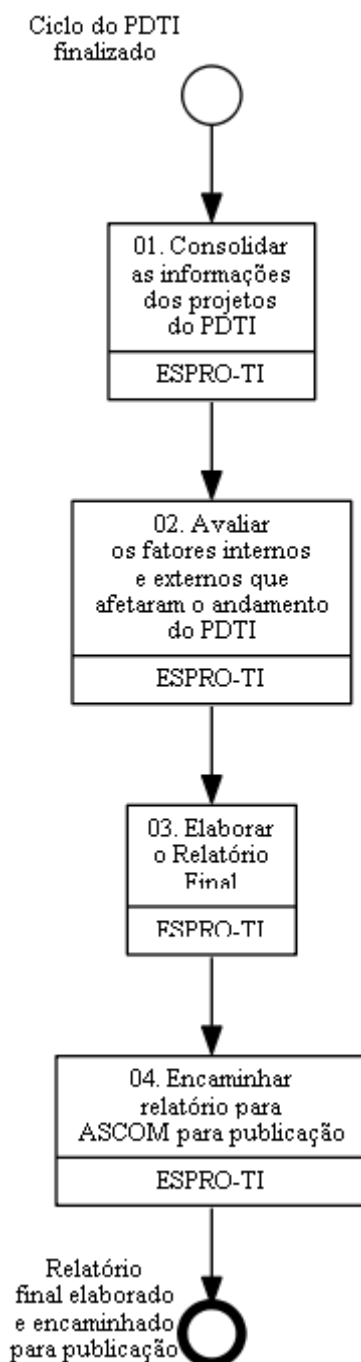 Ciclo do PDTI
finalizado
01. Consolidar
as informações
dos projetos
do PDTI
ESPRO-TI
02. Avaliar
os fatores internos
e externos que
afetaram o andamento
do PDTI
ESPRO-TI
03. Elaborar
o Relatório
Final
ESPRO-TI
04. Encaminhar
relatório para
ASCOM para publicação
ESPRO-TI
Relatório
final elaborado
e encaminhado
para publicação